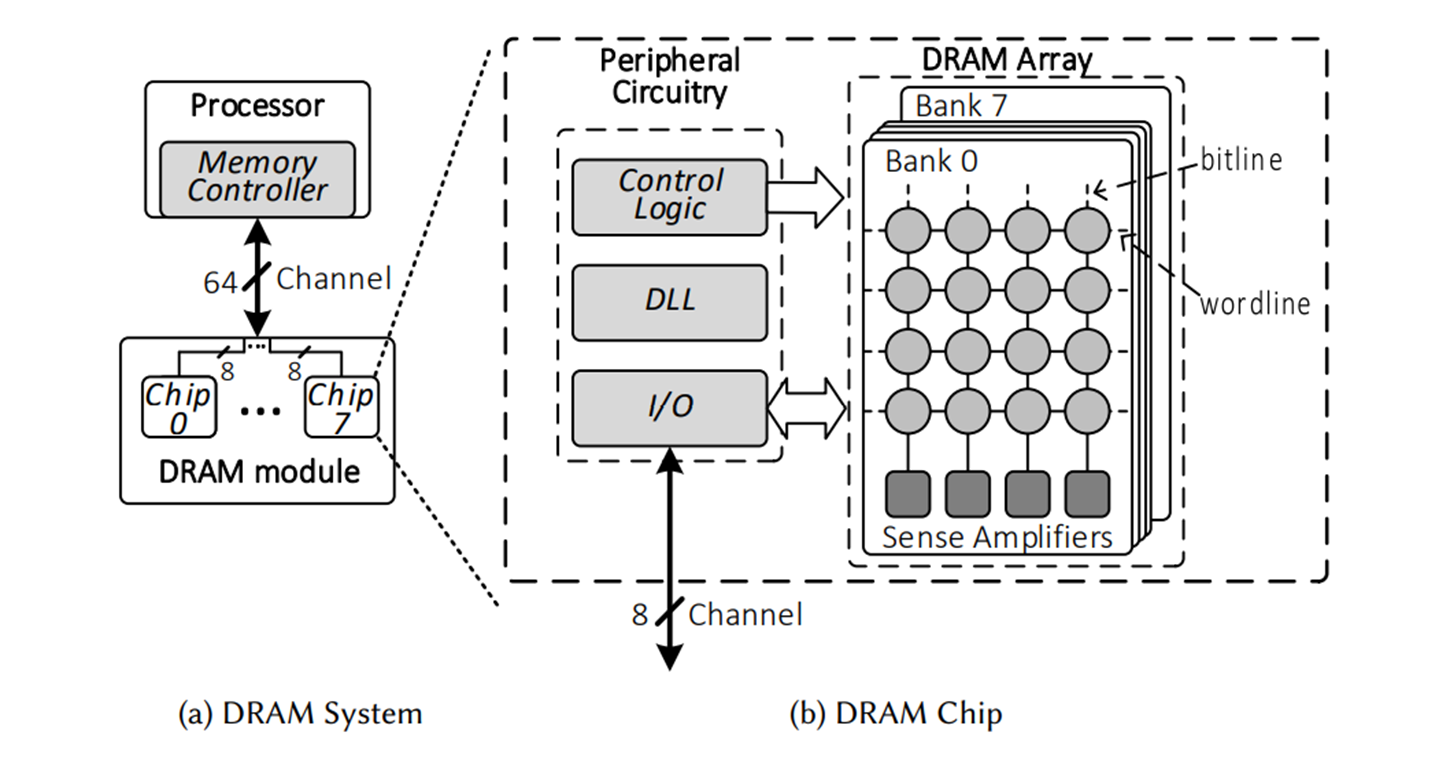 Processor
Memory
Controller
64
Channel
...
8
8
Chip
0
...
Chip
7
DRAM module
(a) DRAM System
Peripheral
Circuitry
Control
Logic
DLL
I/O
8
Channel
DRAM Array
Bank 7
Bank 0
bitline
wordline
Sense Amplifiers
(b) DRAM Chip